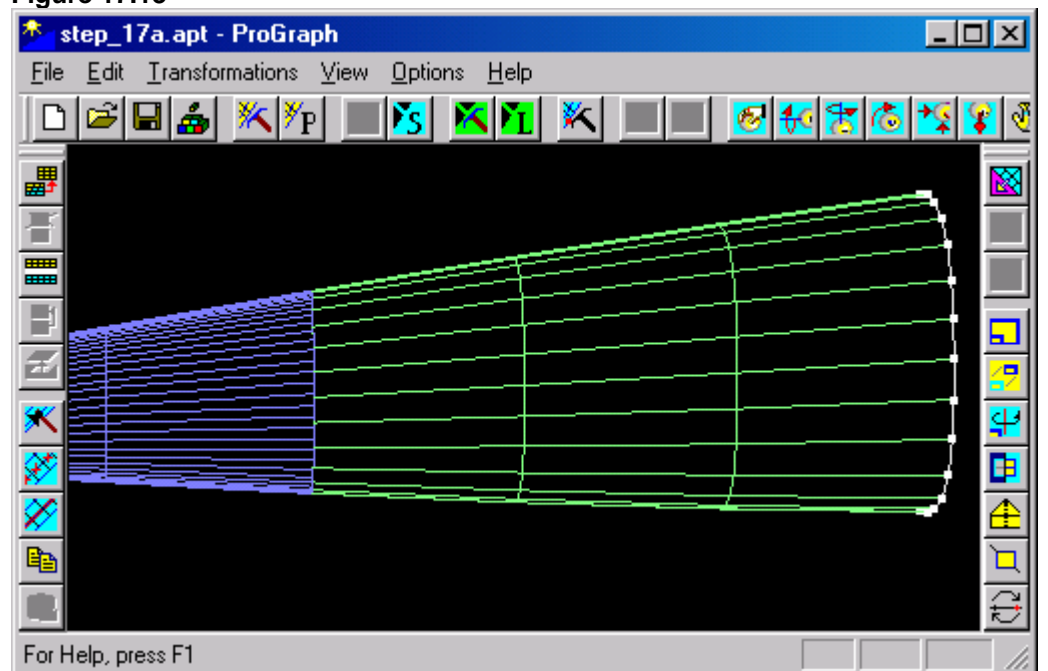 step_17a.apt - ProGraph
File Edit Transformations View Options Help
P S L
For Help, press F1